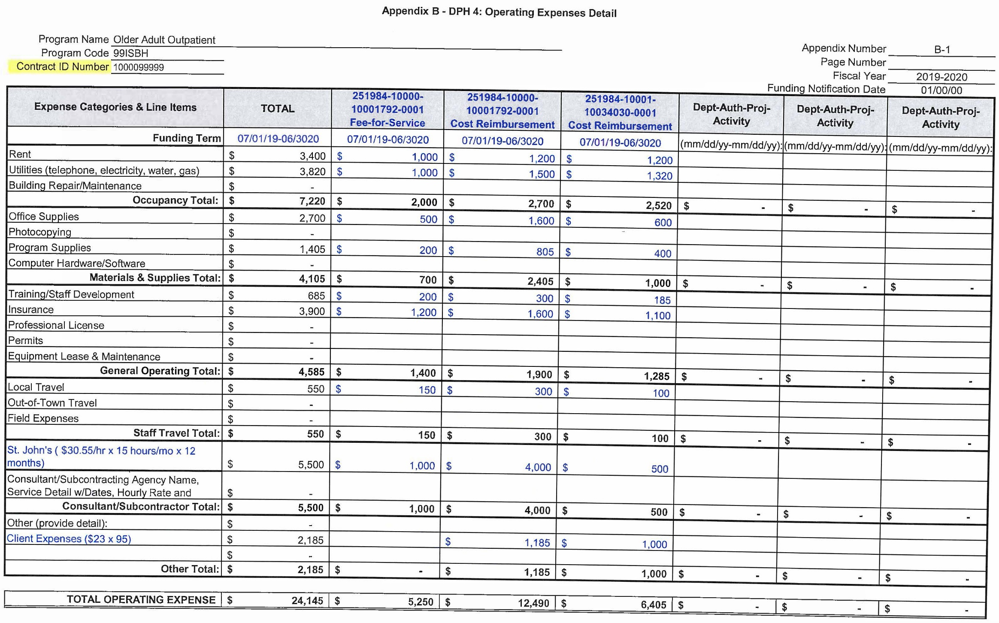 Appendix B - DPH 4: Operating Expenses Detail
Program Name Older Adult Outpatient
Program Code 99ISBH
Contract ID Number 1000099999
Appendix Number B-1
Page Number
Fiscal Year 2019-2020
Funding Notification Date 01/00/00
Expense Categories & Line Items TOTAL 251984-10000-10001792-0001 Fee-for-Service 251984-10000-10001792-0001 Cost Reimbursement 251984-10001-10034030-0001 Cost Reimbursement Dept-Auth-Proj-Activity Dept-Auth-Proj-Activity Dept-Auth-Proj-Activity
Funding Term 07/01/19-06/3020 07/01/19-06/3020 07/01/19-06/3020 07/01/19-06/3020 (mm/dd/yy-mm/dd/yy): (mm/dd/yy-mm/dd/yy): (mm/dd/yy-mm/dd/yy):
Rent $ 3,400 $ 1,000 $ 1,200 $ 1,200
Utilities (telephone, electricity, water, gas) $ 3,820 $ 1,000 $ 1,500 $ 1,320
Building Repair/Maintenance $ -
Occupancy Total: $ 7,220 $ 2,000 $ 2,700 $ 2,520 $ - $ - $ -
Office Supplies $ 2,700 $ 500 $ 1,600 $ 600
Photocopying $ -
Program Supplies $ 1,405 $ 200 $ 805 $ 400
Computer Hardware/Software $ -
Materials & Supplies Total: $ 4,105 $ 700 $ 2,405 $ 1,000 $ - $ - $ -
Training/Staff Development $ 685 $ 200 $ 300 $ 185
Insurance $ 3,900 $ 1,200 $ 1,600 $ 1,100
Professional License $ -
Permits $ -
Equipment Lease & Maintenance $ -
General Operating Total: $ 4,585 $ 1,400 $ 1,900 $ 1,285 $ - $ - $ -
Local Travel $ 550 $ 150 $ 300 $ 100
Out-of-Town Travel $ -
Field Expenses $ -
Staff Travel Total: $ 550 $ 150 $ 300 $ 100 $ - $ - $ -
St. John's ( $30.55/hr x 15 hours/mo x 12
months) $ 5,500 $ 1,000 $ 4,000 $ 500
Consultant/Subcontracting Agency Name,
Service Detail w/Dates, Hourly Rate and $ -
Consultant/Subcontractor Total: $ 5,500 $ 1,000 $ 4,000 $ 500 $ - $ - $ -
Other (provide detail): $ -
Client Expenses ($23 x 95) $ 2,185 $ 1,185 $ 1,000
$ -
Other Total: $ 2,185 $ - $ 1,185 $ 1,000 $ - $ - $ -
TOTAL OPERATING EXPENSE $ 24,145 $ 5,250 $ 12,490 $ 6,405 $ - $ - $ -